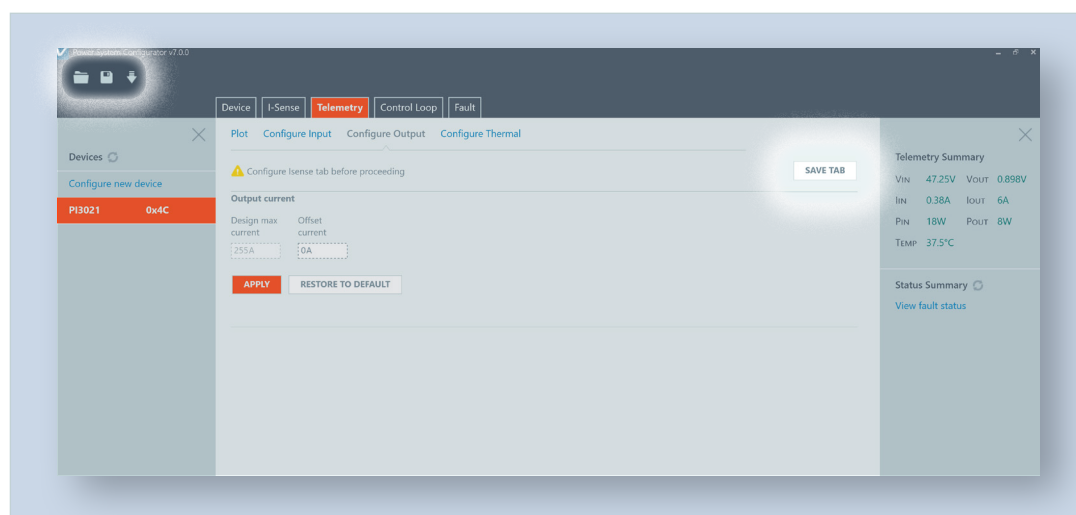 Power System Configurator v7.0.0
Device I-Sense Telemetry Control Loop Fault
Plot Configure Input Configure Output Configure Thermal
Devices
Configure new device
PI3021 0x4C
Configure Isense tab before proceeding
SAVE TAB
Output current
Design max current
Offset current
255A
0A
APPLY RESTORE TO DEFAULT
Telemetry Summary
VIN 47.25V VOUT 0.898V
IIN 0.38A IOUT 6A
PIN 18W POUT 8W
TEMP 37.5°C
Status Summary
View fault status